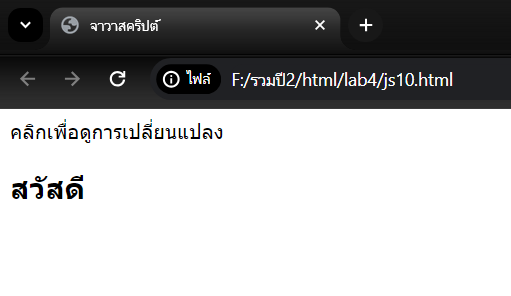 จาวาสคริปต์
ไฟล์ F:/รวมปี2/html/lab4/js10.html
คลิกเพื่อดูการเปลี่ยนแปลง
สวัสดี